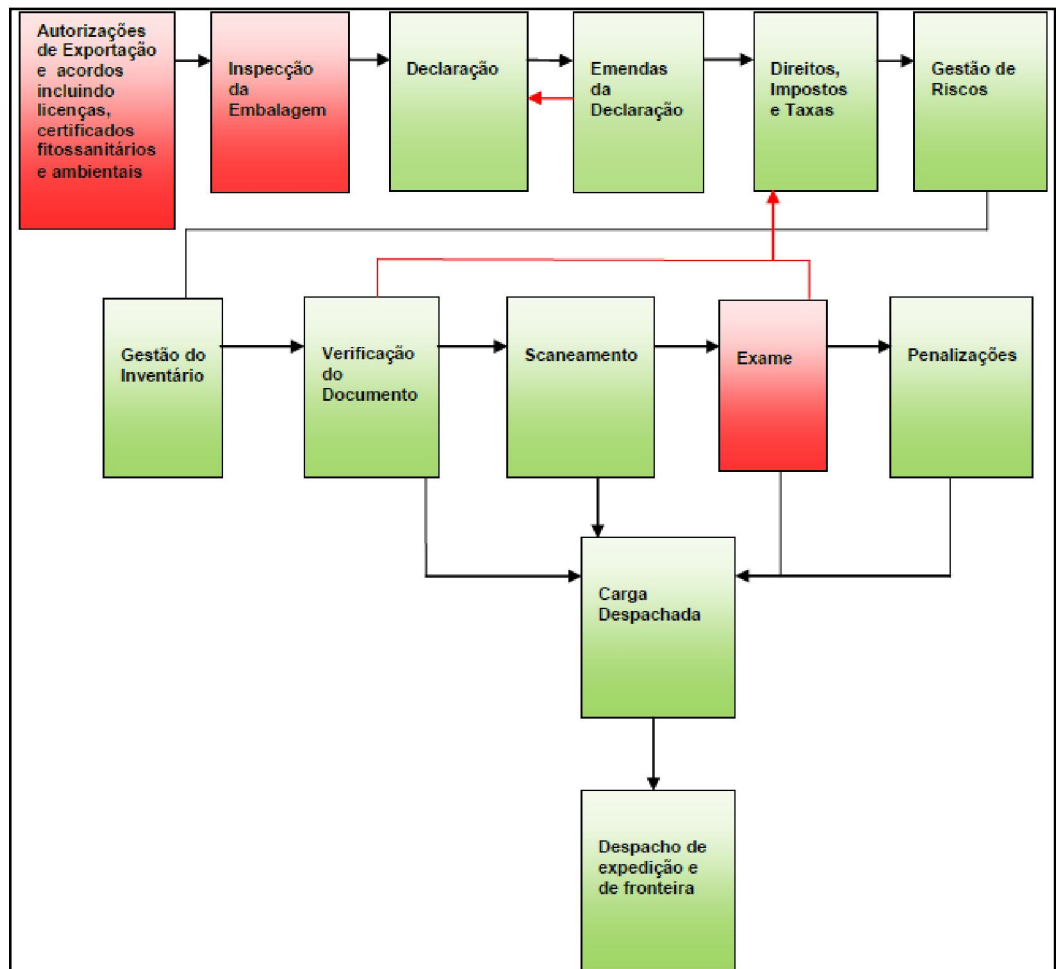 Autorizações
de Exportação
e acordos
incluindo
licenças,
certificados
fitossanitários
e ambientais
Inspecção
da
Embalagem
Declaração
Emendas
da
Declaração
Direitos,
Impostos
e Taxas
Gestão de
Riscos
Gestão do
Inventário
Verificação
do
Documento
Scaneamento
Exame
Penalizações
Carga
Despachada
Despacho de
expedição e
de fronteira